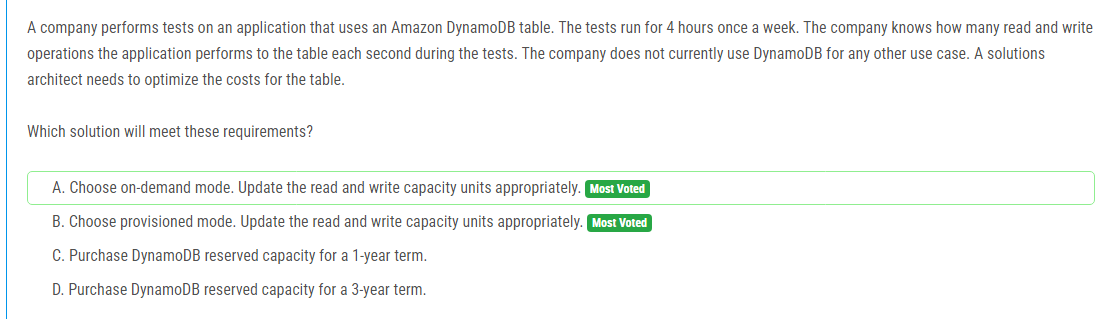 A company performs tests on an application that uses an Amazon DynamoDB table. The tests run for 4 hours once a week. The company knows how many read and write
operations the application performs to the table each second during the tests. The company does not currently use DynamoDB for any other use case. A solutions
architect needs to optimize the costs for the table.
Which solution will meet these requirements?
A. Choose on-demand mode. Update the read and write capacity units appropriately. Most Voted
B. Choose provisioned mode. Update the read and write capacity units appropriately. Most Voted
C. Purchase DynamoDB reserved capacity for a 1-year term.
D. Purchase DynamoDB reserved capacity for a 3-year term.